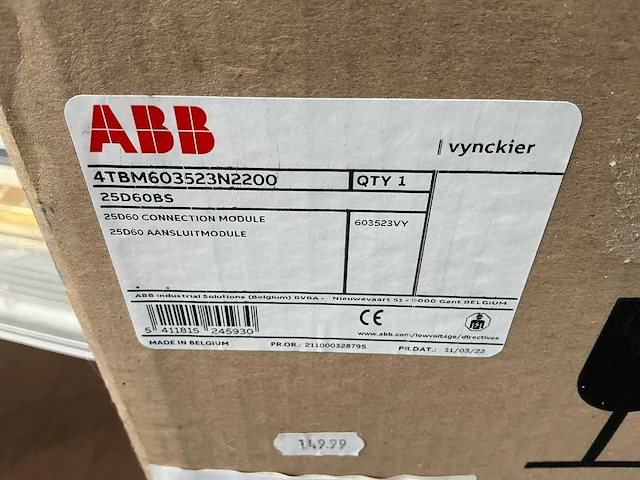 ABB
vynckier
4TBM603523N2200
QTY 1
25D60BS
25D60 CONNECTION MODULE
603523VY
25D60 AANSLUITMODULE
ABB Industrial Solutions (Belgium) BVBA - Nieuwevaart 51 - 9000 Gent BELGIUM
CE
5 411815 245930
www.abb.com/lowvoltage/directives
MADE IN BELGIUM
PR.OR.: 21100032879S
PR.DAT.: 31/03/22
149.99